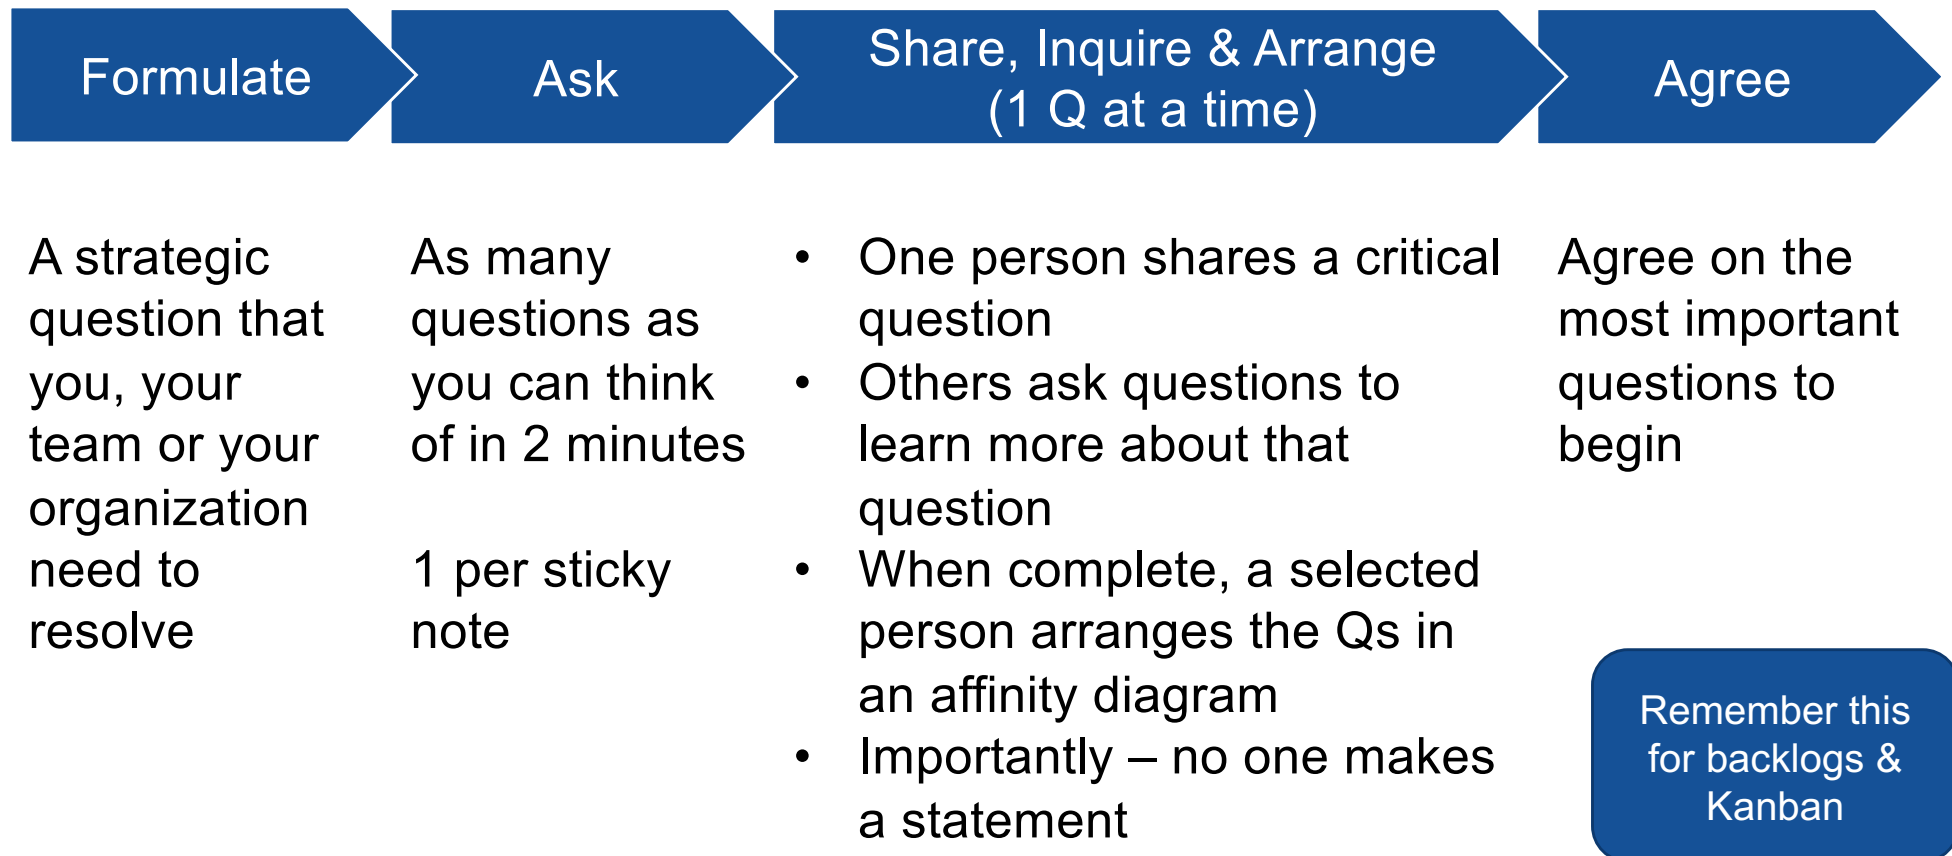 Formulate
Ask
Share, Inquire & Arrange
(1 Q at a time)
Agree
A strategic
question that
you, your
team or your
organization
need to
resolve
As many
questions as
you can think
of in 2 minutes
1 per sticky
note
• One person shares a critical
question
• Others ask questions to
learn more about that
question
• When complete, a selected
person arranges the Qs in
an affinity diagram
• Importantly – no one makes
a statement
Agree on the
most important
questions to
begin
Remember this
for backlogs &
Kanban